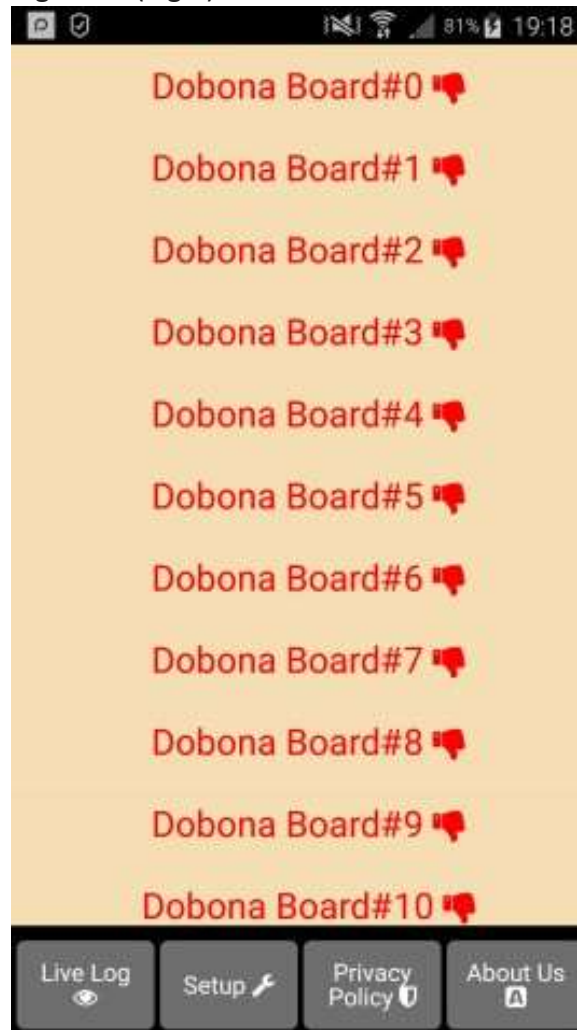 81% 19:18
Dobona Board#0
Dobona Board#1
Dobona Board#2
Dobona Board#3
Dobona Board#4
Dobona Board#5
Dobona Board#6
Dobona Board#7
Dobona Board#8
Dobona Board#9
Dobona Board#10
Live Log
Setup
Privacy
Policy
About Us
A